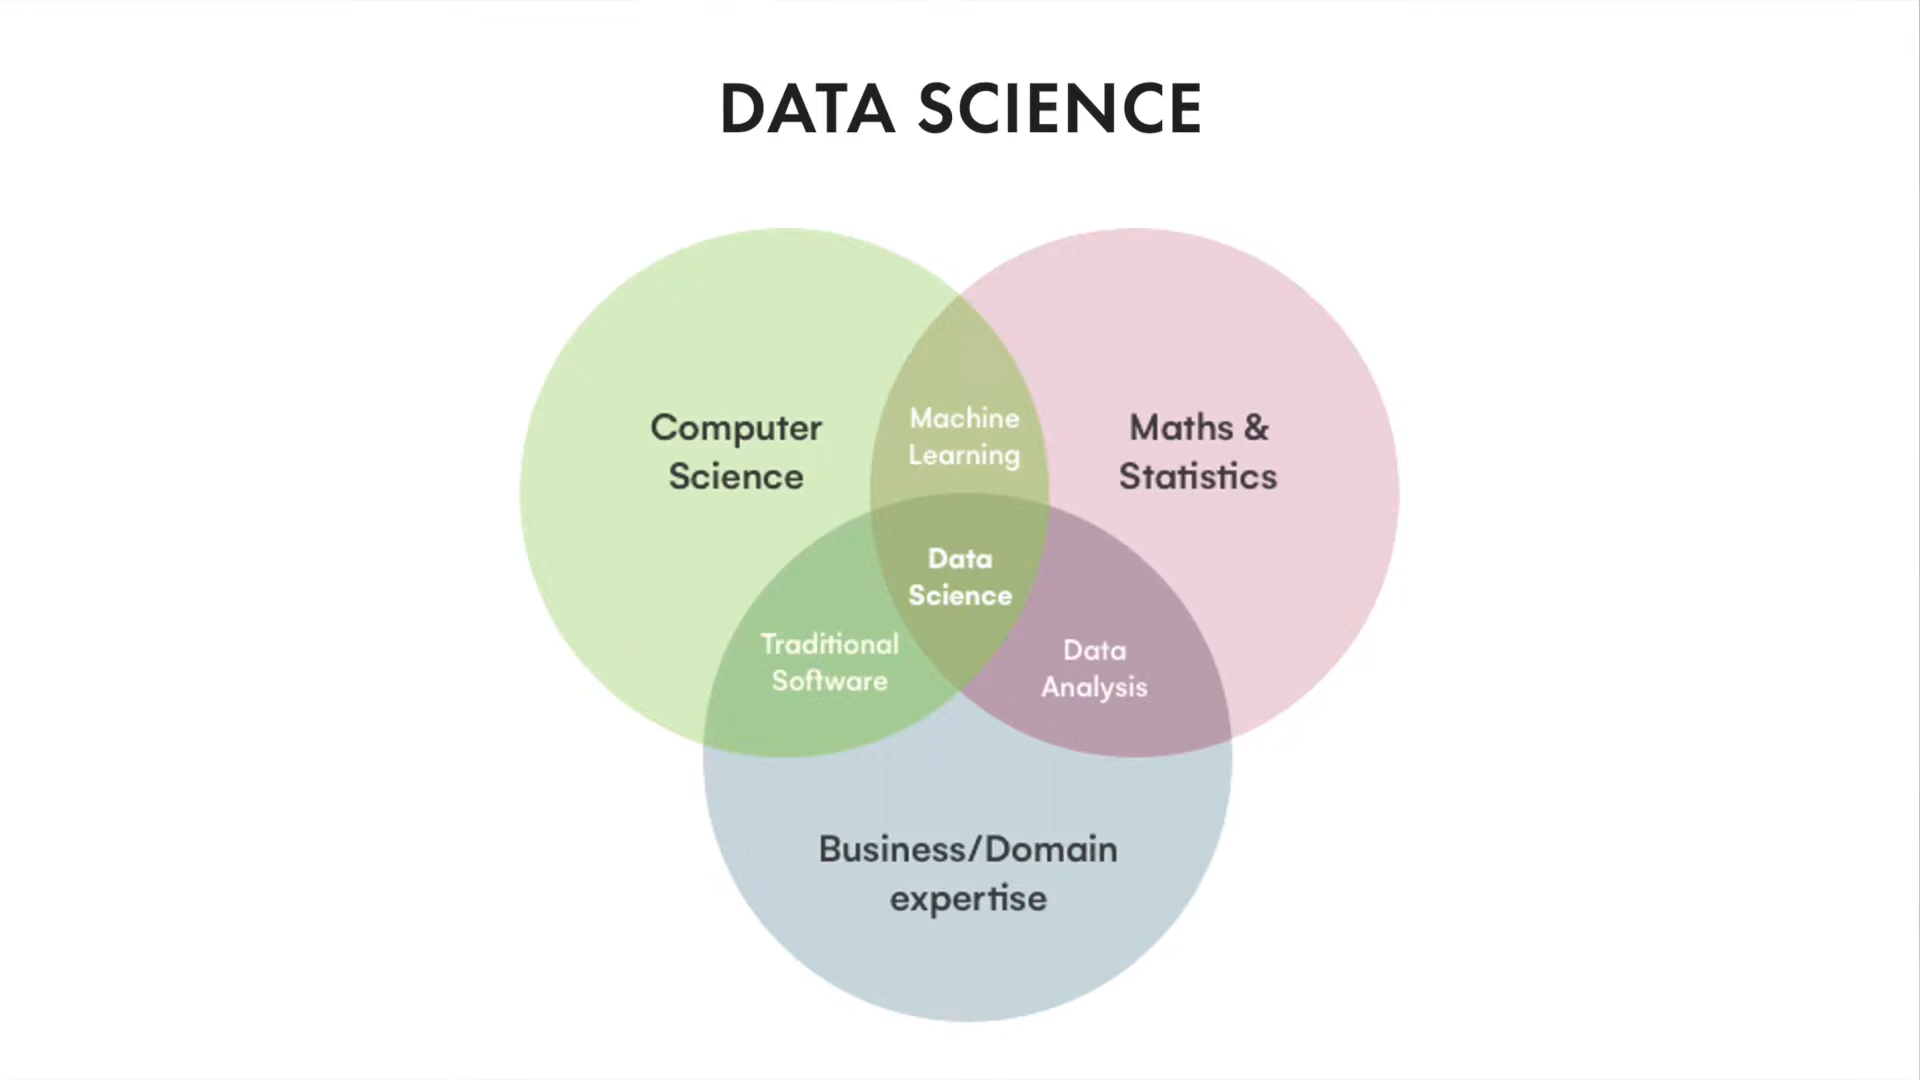 DATA SCIENCE
Computer
Science
Machine
Learning
Maths &
Statistics
Data
Science
Traditional
Software
Data
Analysis
Business/Domain
expertise